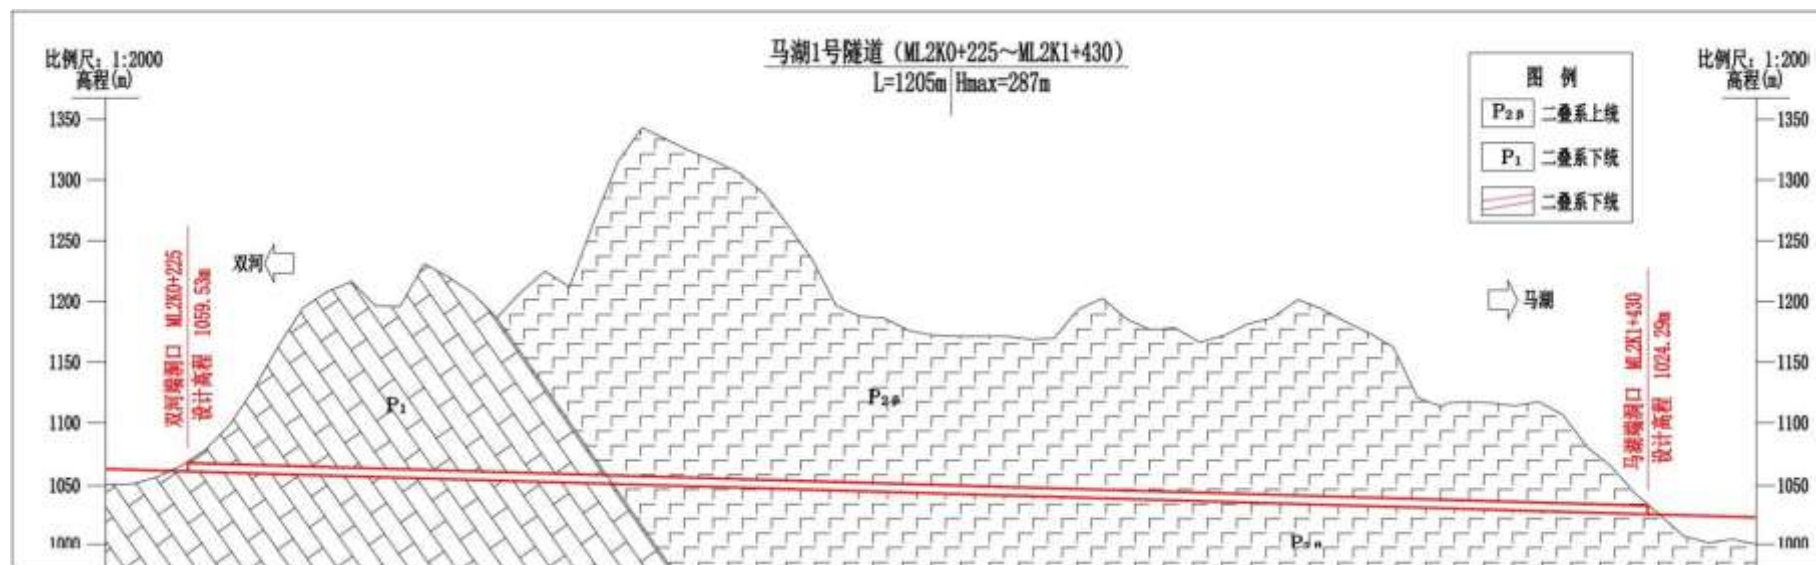 马湖1号隧道（ML2K0+225～ML2K1+430）
L=1205m Hmax=287m
比例尺：1:2000
高程(m)
1350
1300
1250
1200
1150
1100
1050
1000
双河端洞口 ML2K0+225
设计高程 1059.53m
双河
P1
P2β
P2β
马湖
图 例
P2β 二叠系上统
P1 二叠系下统
二叠系下统
马湖端洞口 ML2K1+430
设计高程 1024.29m
比例尺：1:200
高程(m)
1350
1300
1250
1200
1150
1100
1050
1000